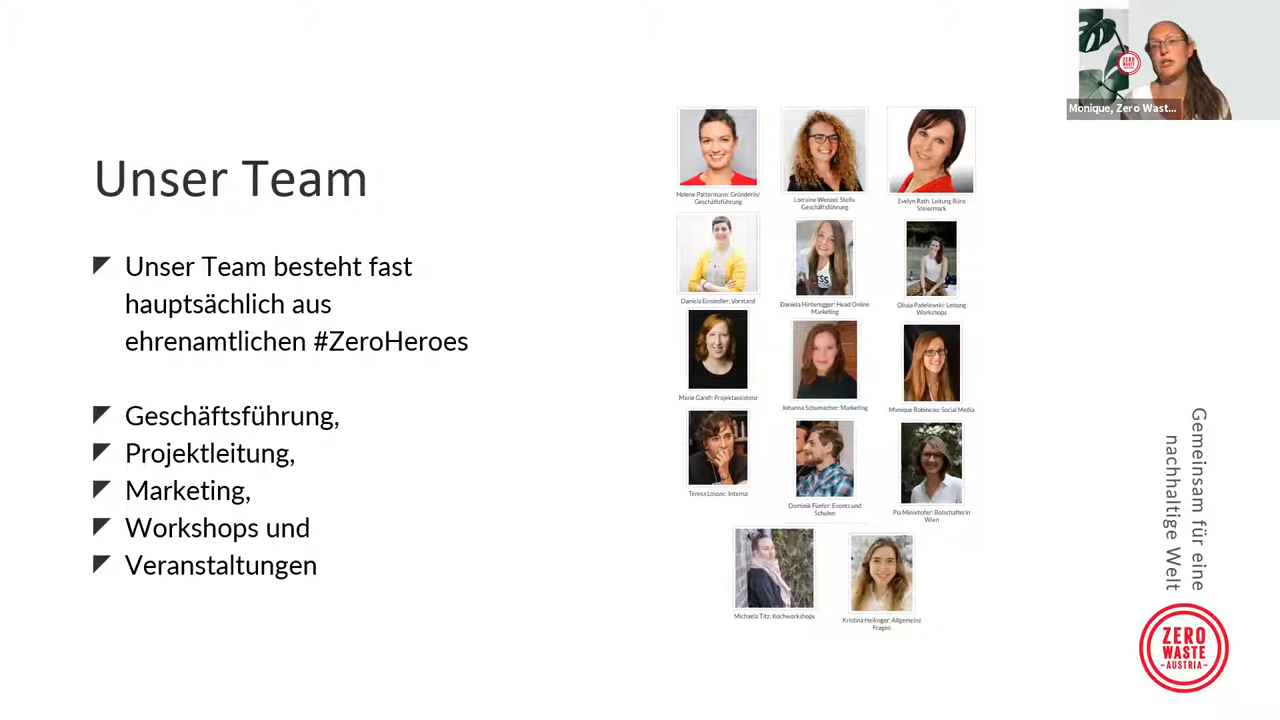 Unser Team
Unser Team besteht fast
hauptsächlich aus
ehrenamtlichen #ZeroHeroes
Geschäftsführung,
Projektleitung,
Marketing,
Workshops und
Veranstaltungen
Helene Pattermann: Gründerin/
Geschäftsführung
Lorraine Wenzel: Stellv.
Geschäftsführung
Evelyn Rath: Leitung Büro
Steiermark
Daniela Einsiedler: Vorstand
Daniela Hinteregger: Head Online
Marketing
Olivia Padelewski: Leitung
Workshops
Marie Gandl: Projektassistenz
Johanna Schumacher: Marketing
Monique Robineau: Social Media
Teresa Losonc: Interna
Dominik Fünfer: Events und
Schulen
Pia Minixhofer: Botschafterin
Wien
Michaela Titz: Kochworkshops
Kristina Heilinger: Allgemeine
Fragen
ZERO
WASTE
Monique, Zero Wast...
Gemeinsam für eine
nachhaltige Welt
ZERO
WASTE
-AUSTRIA-